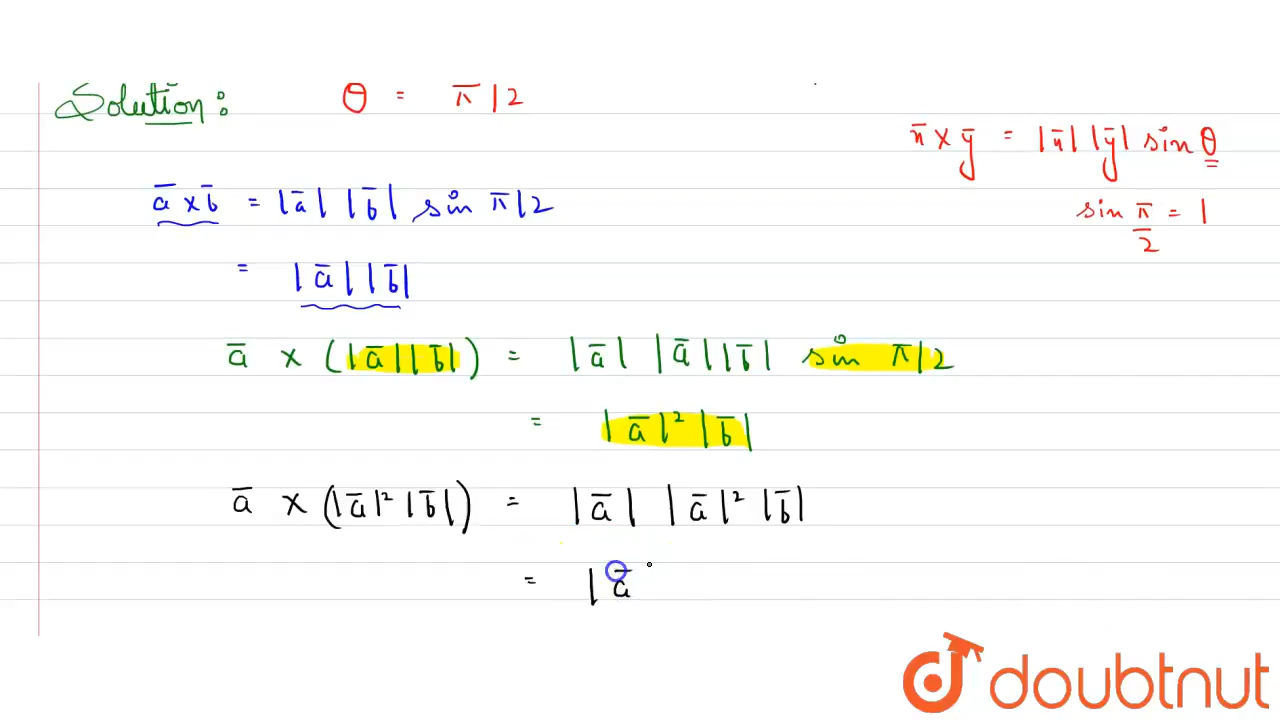 Solution: θ = π/2
x̄ × ȳ = |x̄| |ȳ| sin θ
sin π/2 = 1
a̅ × b̅ = |a̅| |b̅| sin π/2
= |a̅| |b̅|
a̅ × (|a̅| |b̅|) = |a̅| |a̅| |b̅| sin π/2
= |a̅|² |b̅|
a̅ × (|a̅|² |b̅|) = |a̅| |a̅|² |b̅|
= |a̅
doubtnut